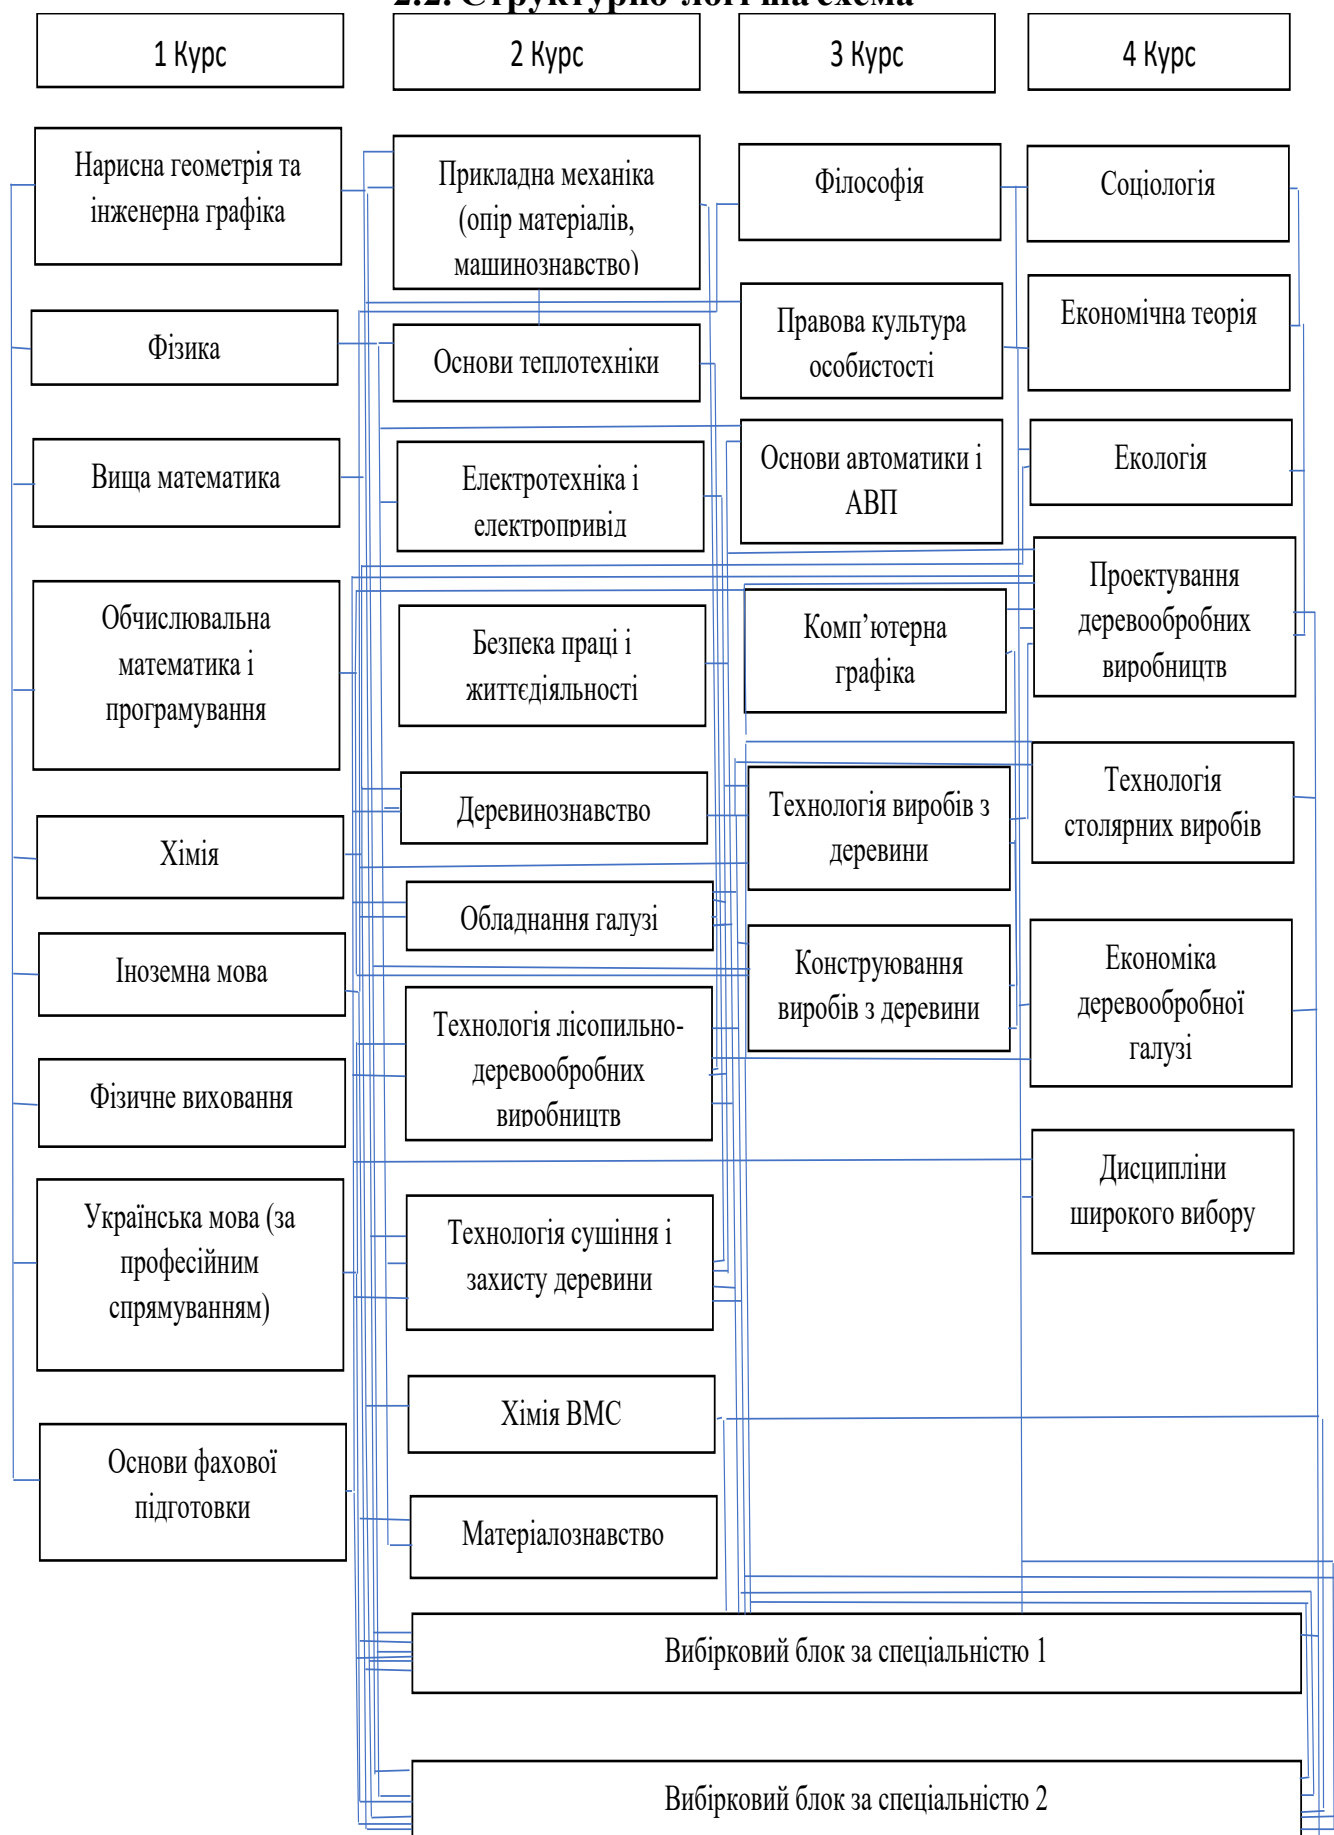 2.2. Структурно-логічна схема
1 Курс
2 Курс
3 Курс
4 Курс
Нарисна геометрія та
інженерна графіка
Фізика
Вища математика
Обчислювальна
математика і
програмування
Хімія
Іноземна мова
Фізичне виховання
Українська мова (за
професійним
спрямуванням)
Основи фахової
підготовки
Прикладна механіка
(опір матеріалів,
машинознавство)
Основи теплотехніки
Електротехніка і
електропривід
Безпека праці і
життєдіяльності
Деревинознавство
Обладнання галузі
Технологія лісопильно-
деревообробних
виробництв
Технологія сушіння і
захисту деревини
Хімія ВМС
Матеріалознавство
Філософія
Правова культура
особистості
Основи автоматики і
АВП
Комп’ютерна
графіка
Технологія виробів з
деревини
Конструювання
виробів з деревини
Соціологія
Економічна теорія
Екологія
Проектування
деревообробних
виробництв
Технологія
столярних виробів
Економіка
деревообробної
галузі
Дисципліни
широкого вибору
Вибірковий блок за спеціальністю 1
Вибірковий блок за спеціальністю 2